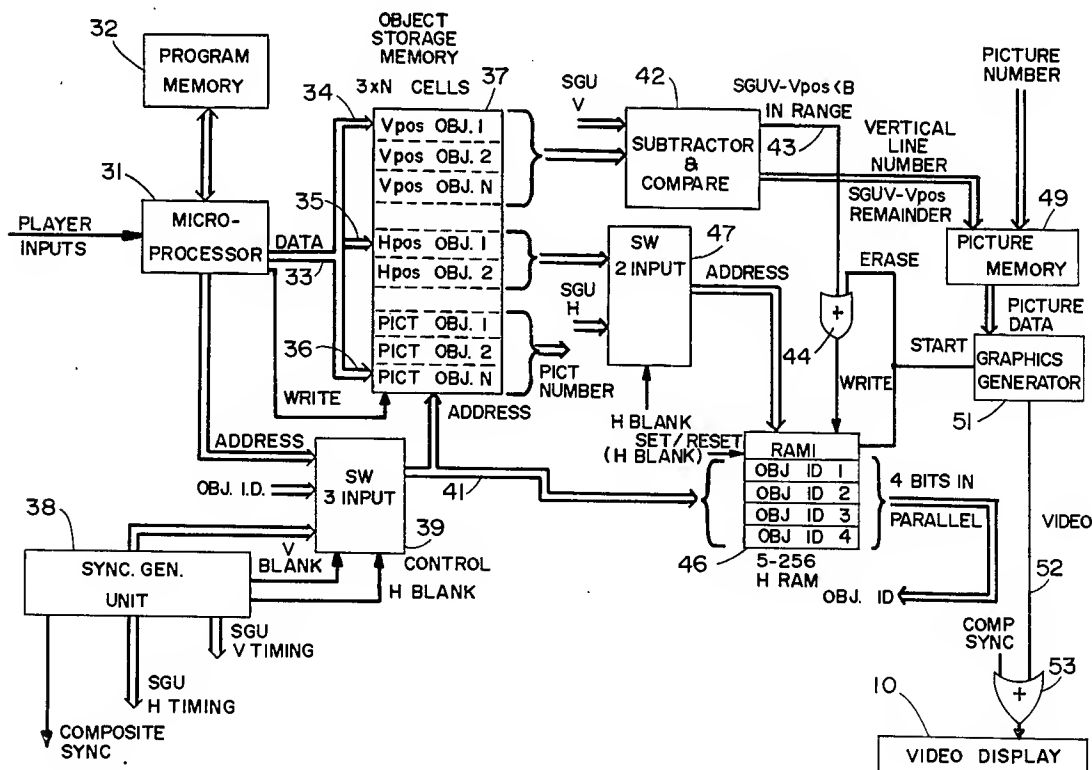 OBJECT
STORAGE
MEMORY
3xN CELLS
37
32
PROGRAM
MEMORY
31
MICRO-
PROCESSOR
PLAYER
INPUTS
DATA
33
34
35
36
Vpos OBJ. 1
Vpos OBJ. 2
Vpos OBJ. N
Hpos OBJ. 1
Hpos OBJ. 2
PICT OBJ. 1
PICT OBJ. 2
PICT OBJ. N
WRITE
ADDRESS
PICT
NUMBER
SGU
V
42
SUBTRACTOR
&
COMPARE
SGUV-Vpos<B
IN RANGE
43
VERTICAL
LINE
NUMBER
SGUV-Vpos
REMAINDER
PICTURE
NUMBER
49
PICTURE
MEMORY
PICTURE
DATA
SW
2 INPUT
47
SGU
H
ADDRESS
ERASE
44
+
WRITE
START
GRAPHICS
GENERATOR
51
H BLANK
SET/RESET
(H BLANK)
RAM1
OBJ ID 1
OBJ ID 2
OBJ ID 3
OBJ ID 4
46
5-256
H RAM
4 BITS IN
PARALLEL
OBJ. ID
VIDEO
52
ADDRESS
OBJ. I.D.
SW
3 INPUT
41
39
CONTROL
38
SYNC. GEN.
UNIT
V
BLANK
H BLANK
SGU
V TIMING
SGU
H TIMING
COMPOSITE
SYNC
COMP
SYNC
+
53
10
VIDEO DISPLAY